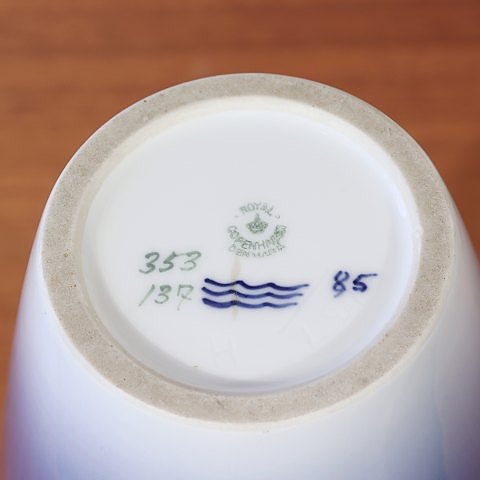 ROYAL
COPENHAGEN
DENMARK
353
137
85